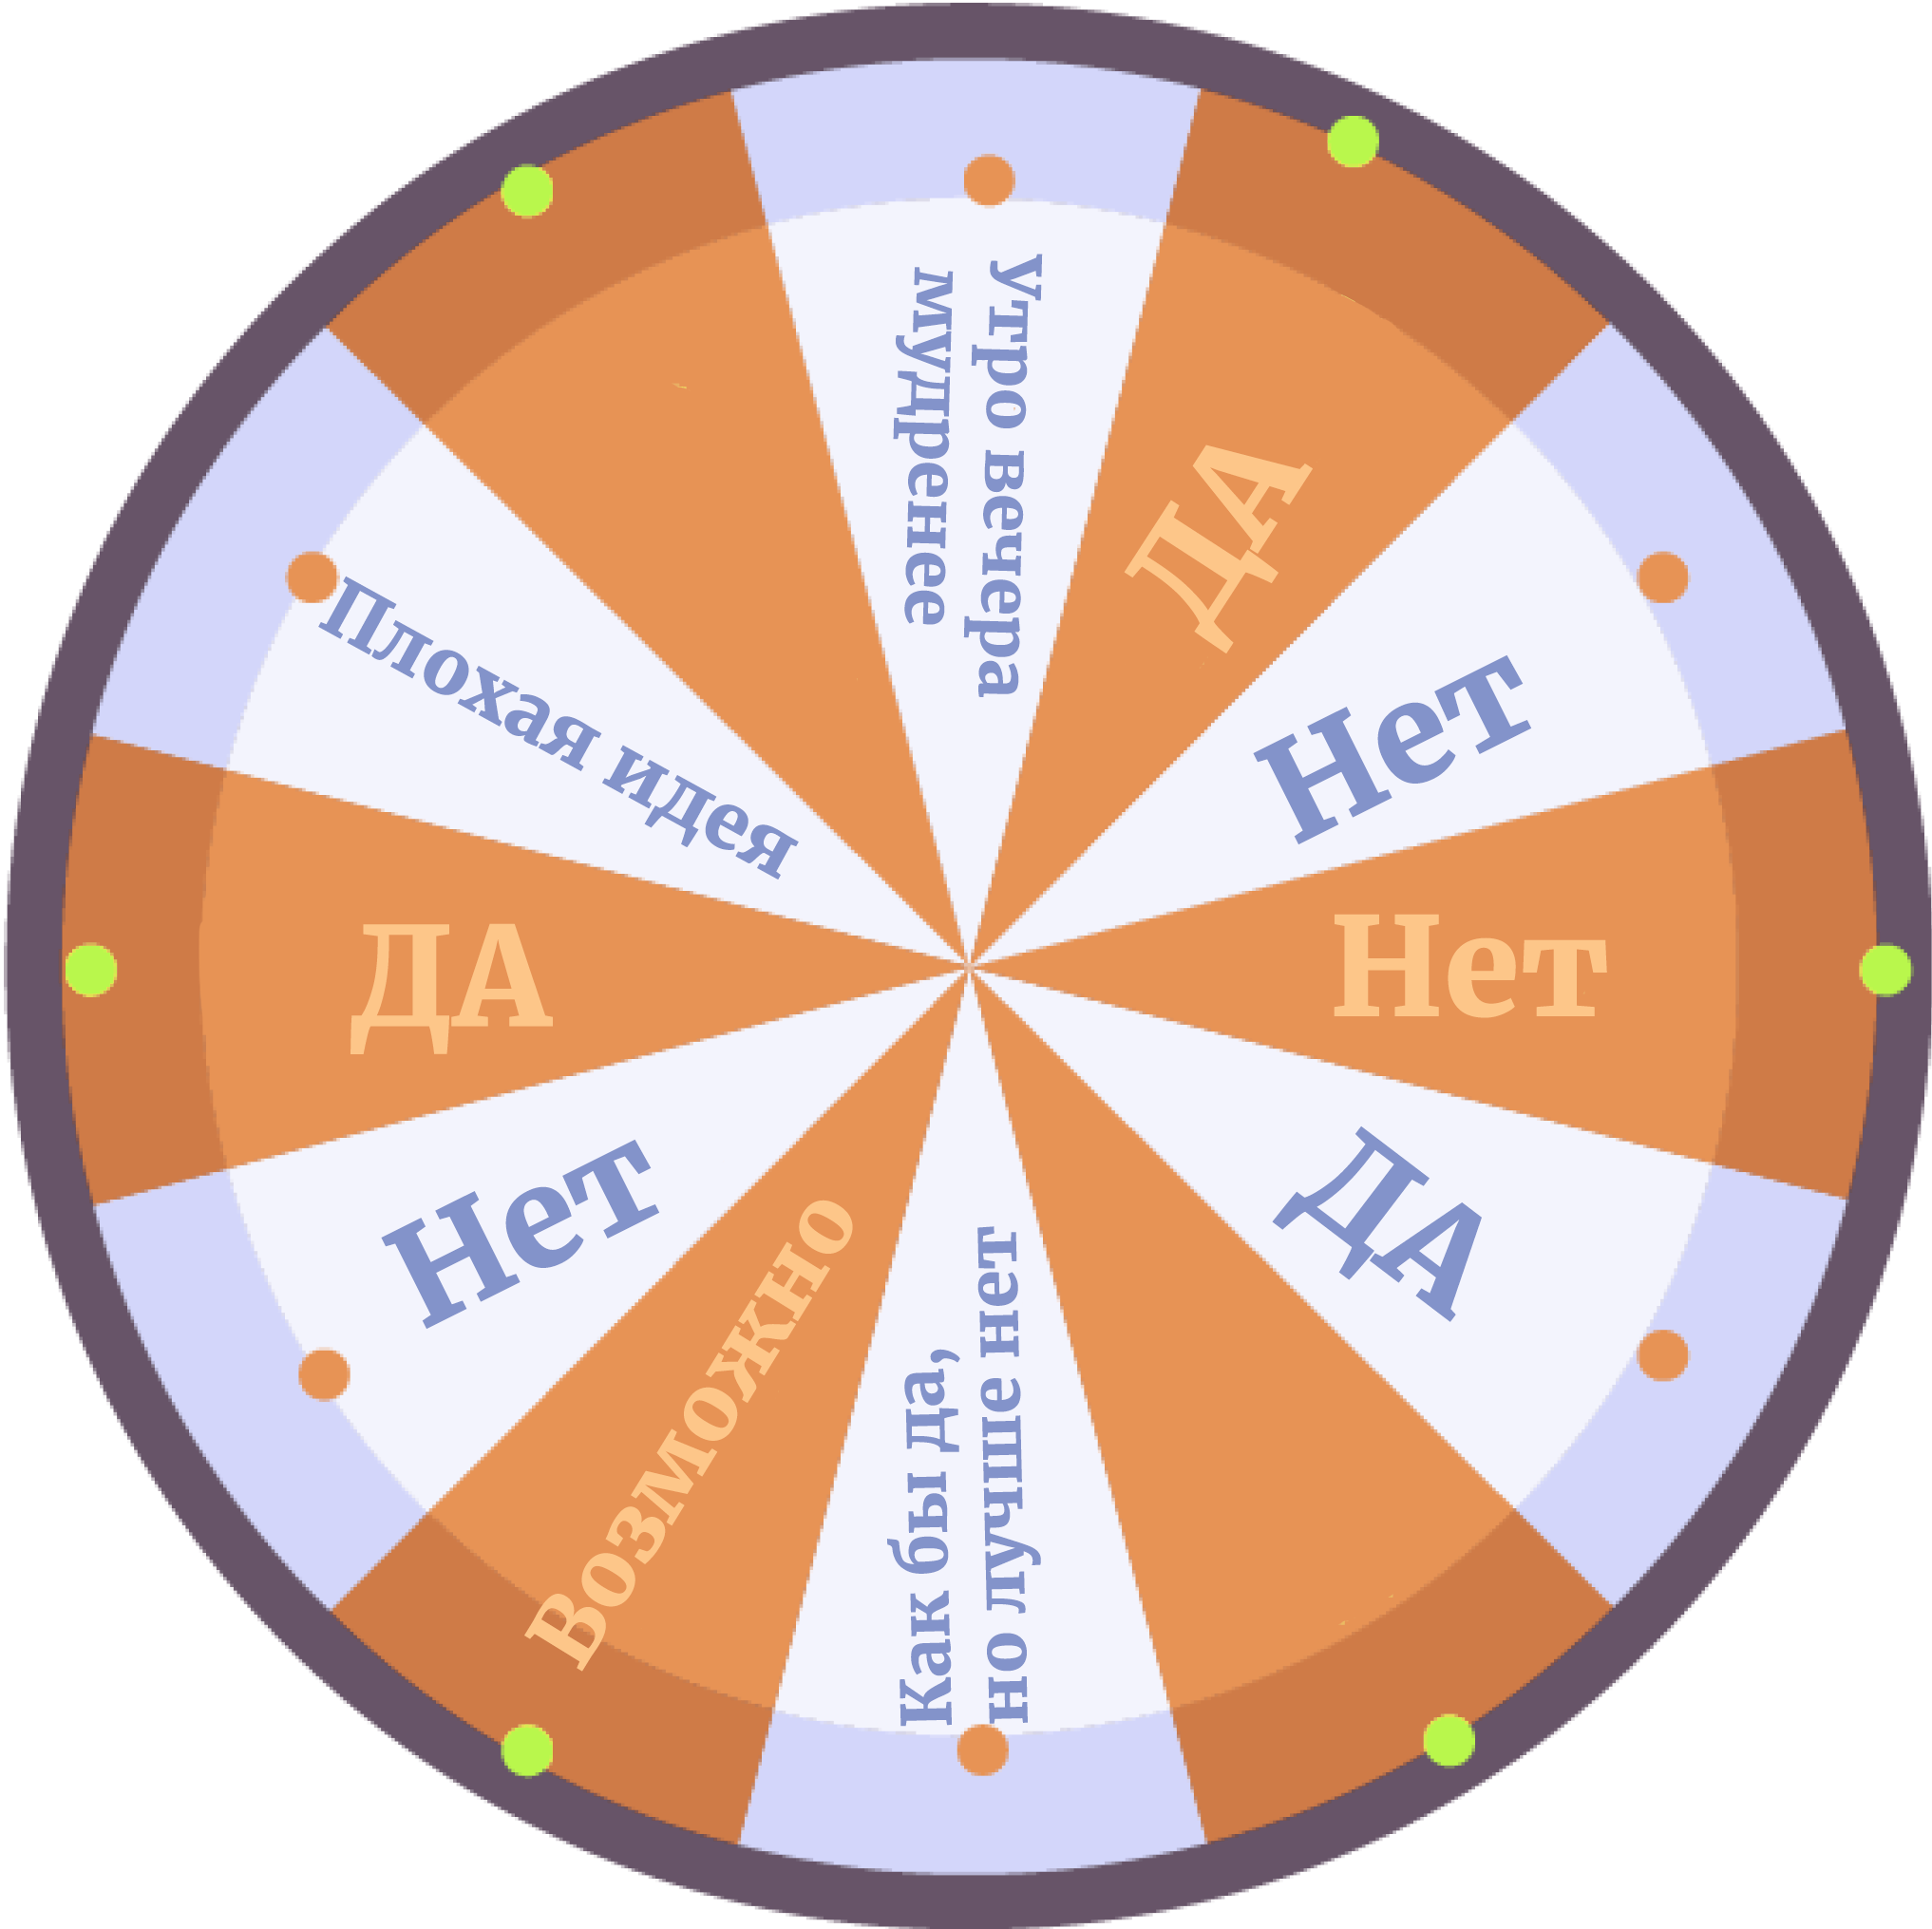 утро вечера
мудренее
ДА
Нет
Нет
ДА
Как бы да,
но лучше нет
Возможно
Нет
ДА
Плохая идея